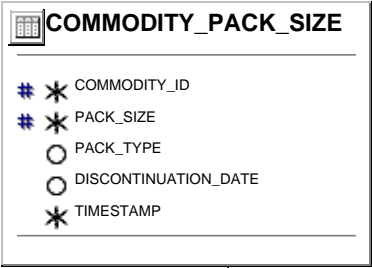 COMMODITY_PACK_SIZE
# * COMMODITY_ID
# * PACK_SIZE
PACK_TYPE
DISCONTINUATION_DATE
* TIMESTAMP